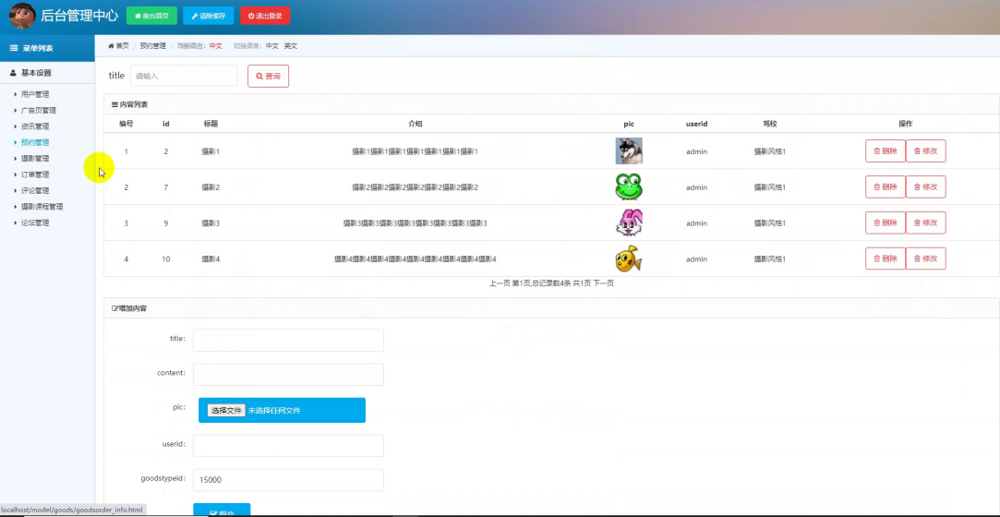 后台管理中心 前台首页 清除缓存 退出登录
菜单列表 首页 / 预约管理 / 当前语言：中文 切换语言：中文 英文
基本设置
用户管理
广告页管理
资讯管理
预约管理
摄影管理
订单管理
评论管理
摄影课程管理
论坛管理
title 请输入 查询
内容列表
编号 id 标题 介绍 pic userid 驾校 操作
1 2 摄影1 摄影1摄影1摄影1摄影1摄影1摄影1摄影1 admin 摄影风格1 删除 修改
2 7 摄影2 摄影2摄影2摄影2摄影2摄影2摄影2摄影2 admin 摄影风格1 删除 修改
3 9 摄影3 摄影3摄影3摄影3摄影3摄影3摄影3摄影3摄影3 admin 摄影风格1 删除 修改
4 10 摄影4 摄影4摄影4摄影4摄影4摄影4摄影4摄影4摄影4摄影4 admin 摄影风格1 删除 修改
上一页 第1页,总记录数4条 共1页 下一页
增加内容
title:
content:
pic: 选择文件 未选择任何文件
userid:
goodstypeid: 15000
提交
localhost/model/goods/goodsorder_info.html